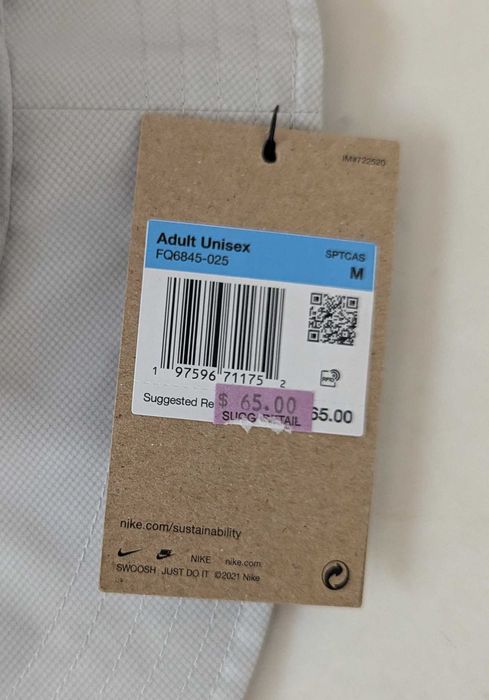 IM#722520
Adult Unisex
FQ6845-025
SPTCAS
M
1 97596 71175 2
RFID
Suggested Re
$ 65.00
65.00
SUGG RETAIL
nike.com/sustainability
NIKE nike.com
SWOOSH JUST DO IT ©2021 Nike